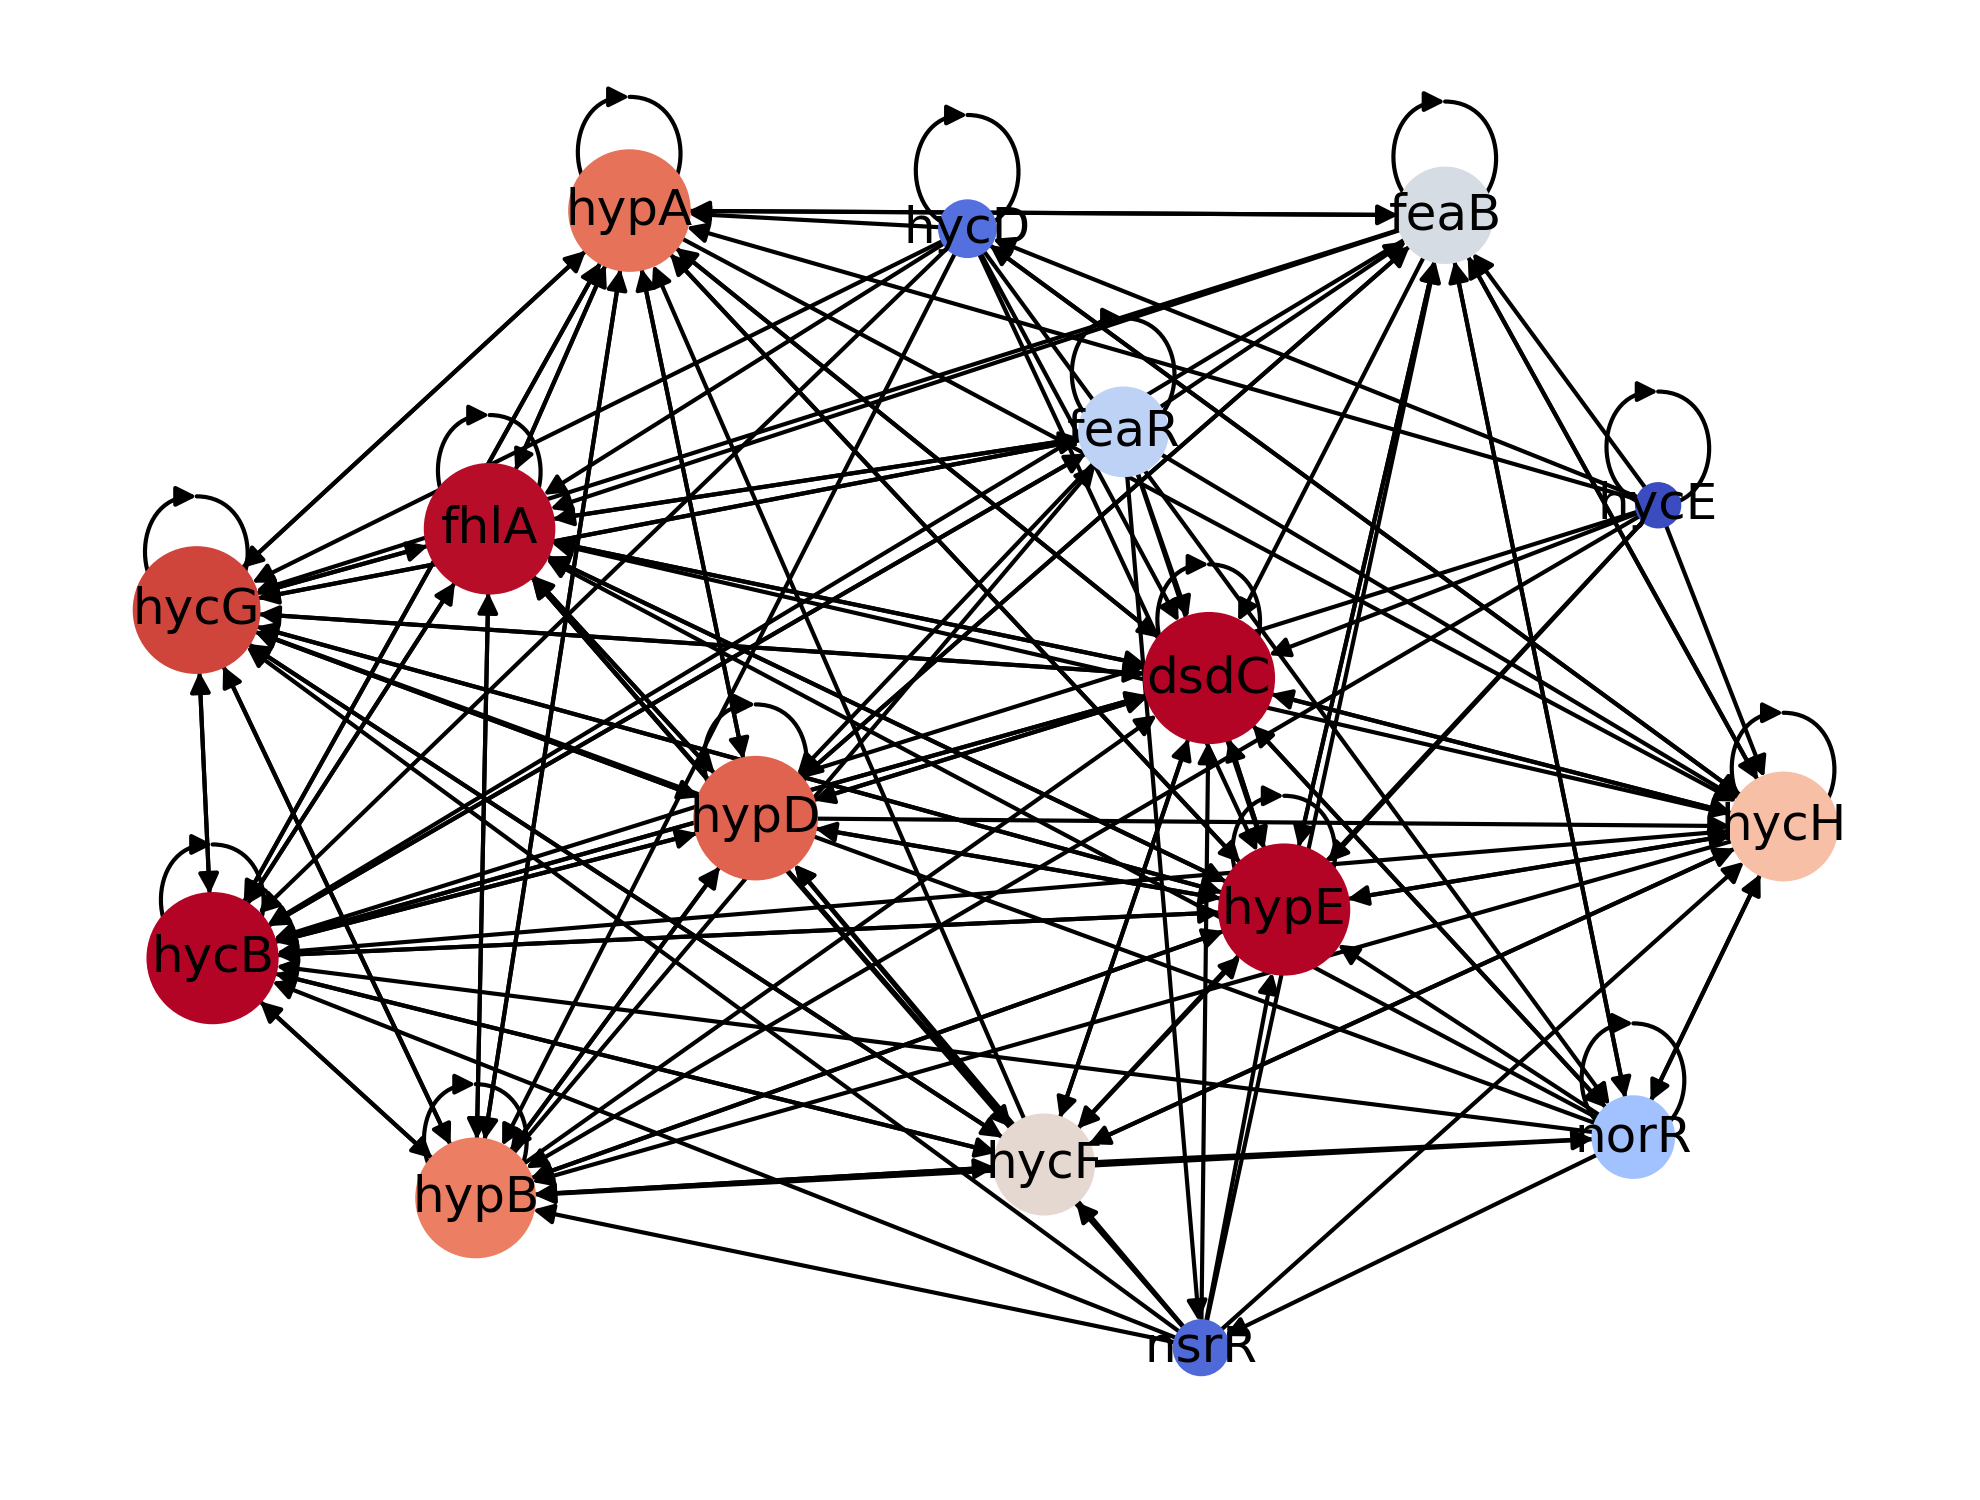 hypA
hycD
feaB
feaR
hycE
fhlA
hycG
dsdC
hypD
hycH
hypE
hycB
norR
hycF
hypB
nsrR